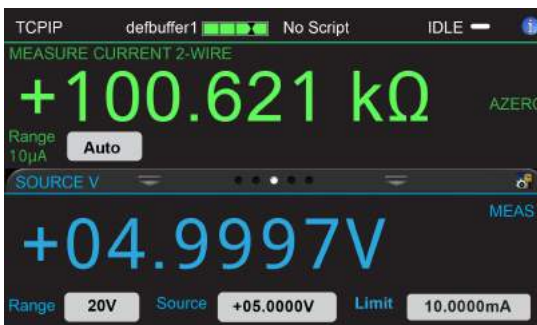 TCPIP defbuffer1 No Script IDLE i
MEASURE CURRENT 2-WIRE
+100.621 kΩ
AZERO
Range
10µA Auto
SOURCE V
MEAS
+04.9997V
Range 20V Source +05.0000V Limit 10.0000mA